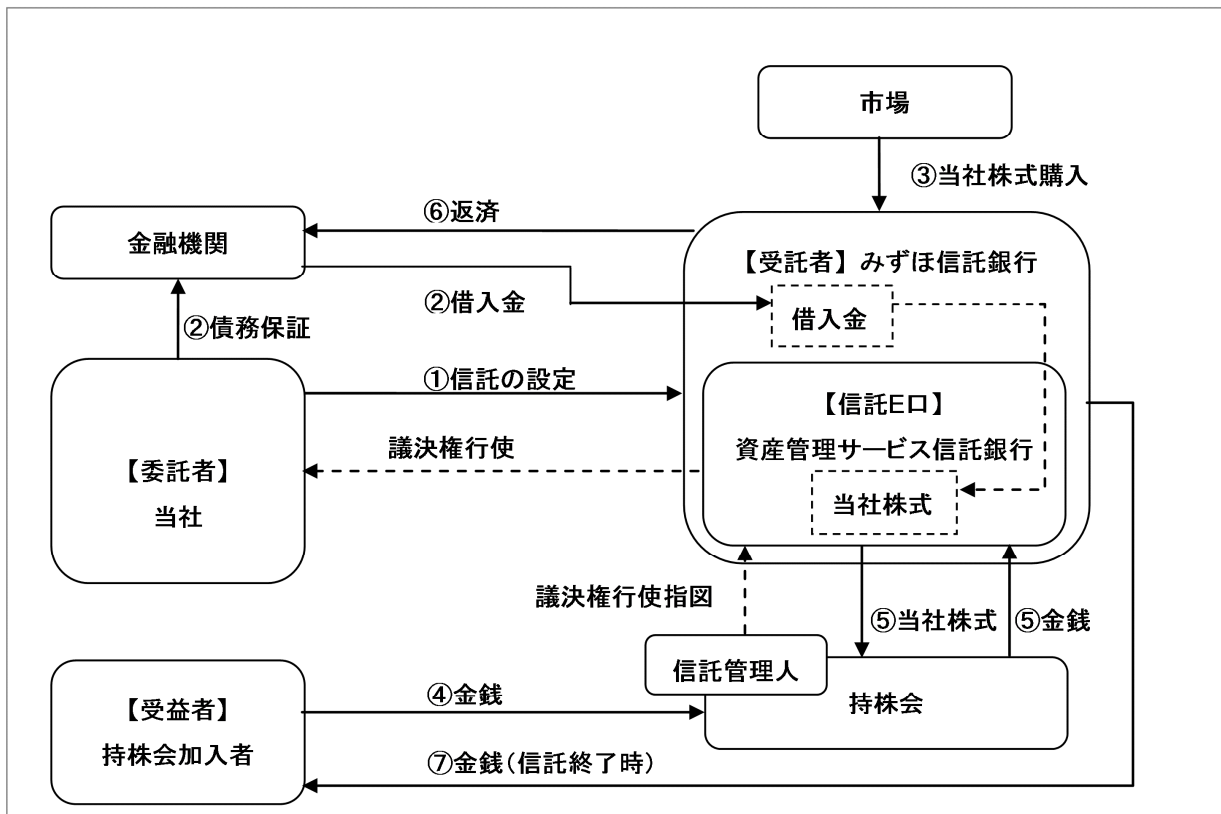 市場
③当社株式購入
⑥返済
金融機関
【受託者】みずほ信託銀行
②借入金
借入金
②債務保証
①信託の設定
【信託E口】
資産管理サービス信託銀行
議決権行使
【委託者】
当社
当社株式
議決権行使指図
⑤当社株式
⑤金銭
信託管理人
持株会
④金銭
【受益者】
持株会加入者
⑦金銭(信託終了時)